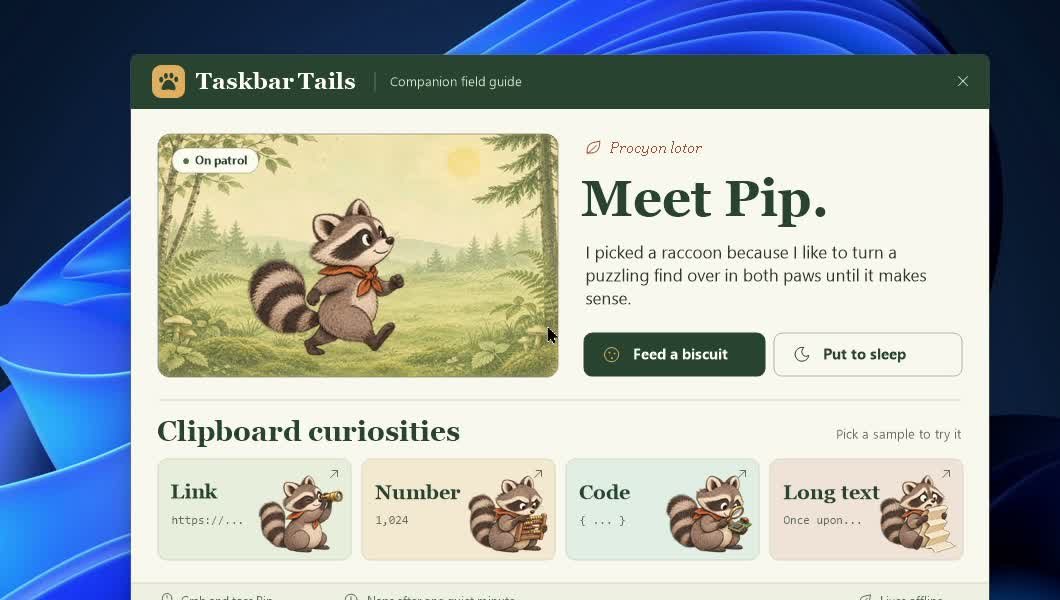 Taskbar Tails
Companion field guide
On patrol
Procyon lotor
Meet Pip.
I picked a raccoon because I like to turn a
puzzling find over in both paws until it makes
sense.
Feed a biscuit
Put to sleep
Clipboard curiosities
Pick a sample to try it
Link
https://...
Number
1,024
Code
{ ... }
Long text
Once upon...